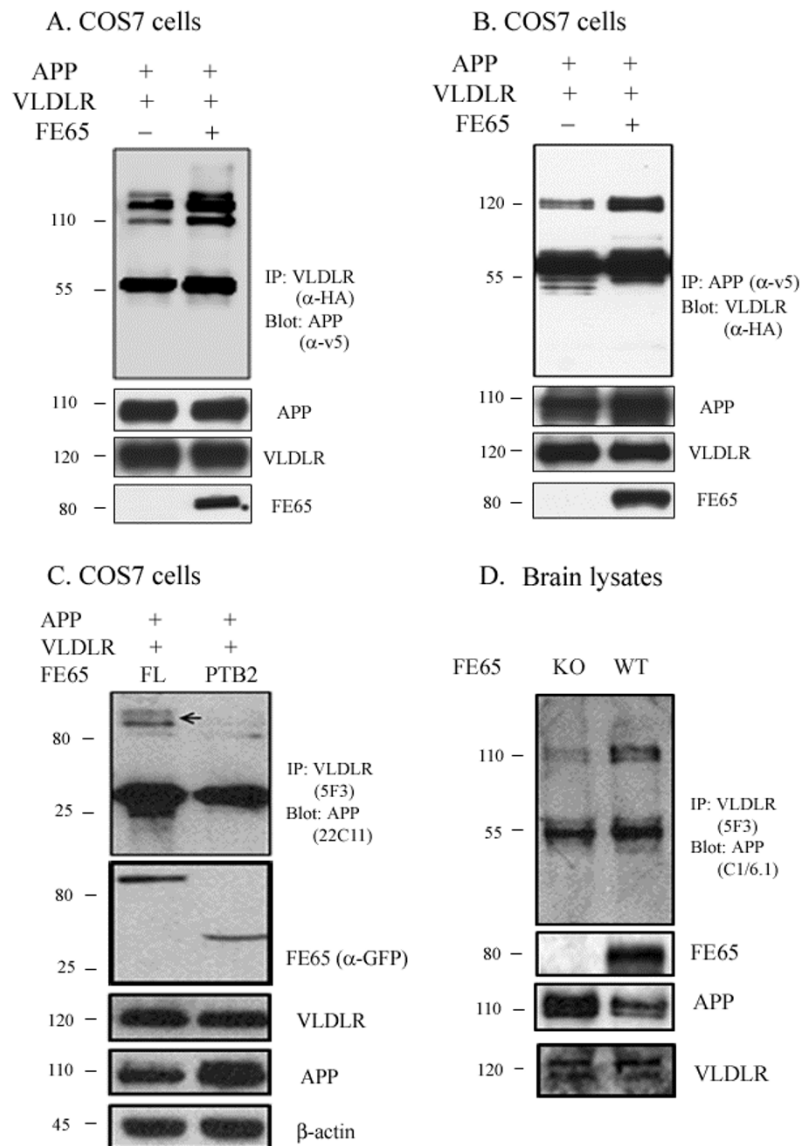 A. COS7 cells
APP + +
VLDLR + +
FE65 − +
110
55
IP: VLDLR
(α-HA)
Blot: APP
(α-v5)
110
APP
120
VLDLR
80
FE65
B. COS7 cells
APP + +
VLDLR + +
FE65 − +
120
55
IP: APP (α-v5)
Blot: VLDLR
(α-HA)
110
APP
120
VLDLR
80
FE65
C. COS7 cells
APP + +
VLDLR + +
FE65 FL PTB2
80
25
IP: VLDLR
(5F3)
Blot: APP
(22C11)
80
25
FE65 (α-GFP)
120
VLDLR
110
APP
45
β-actin
D. Brain lysates
FE65 KO WT
110
55
IP: VLDLR
(5F3)
Blot: APP
(C1/6.1)
80
FE65
110
APP
120
VLDLR